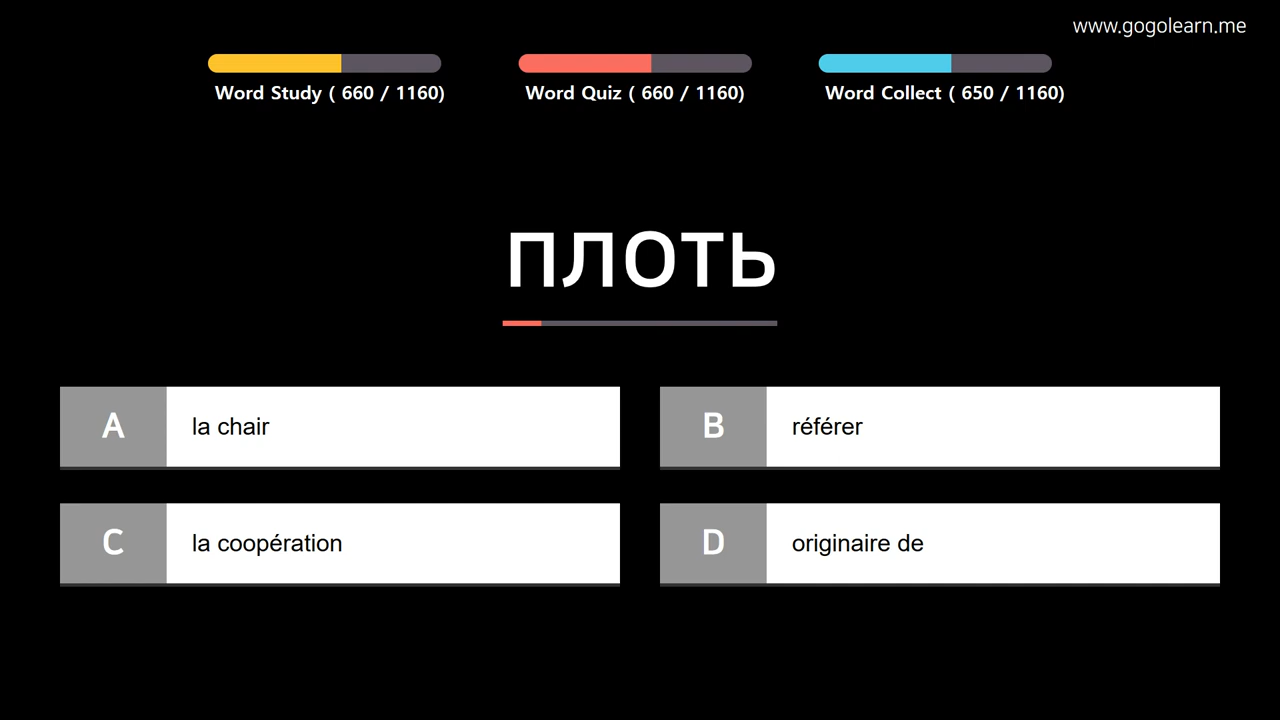 www.gogolearn.me
Word Study ( 660 / 1160)
Word Quiz ( 660 / 1160)
Word Collect ( 650 / 1160)
плоть
A la chair
B référer
C la coopération
D originaire de